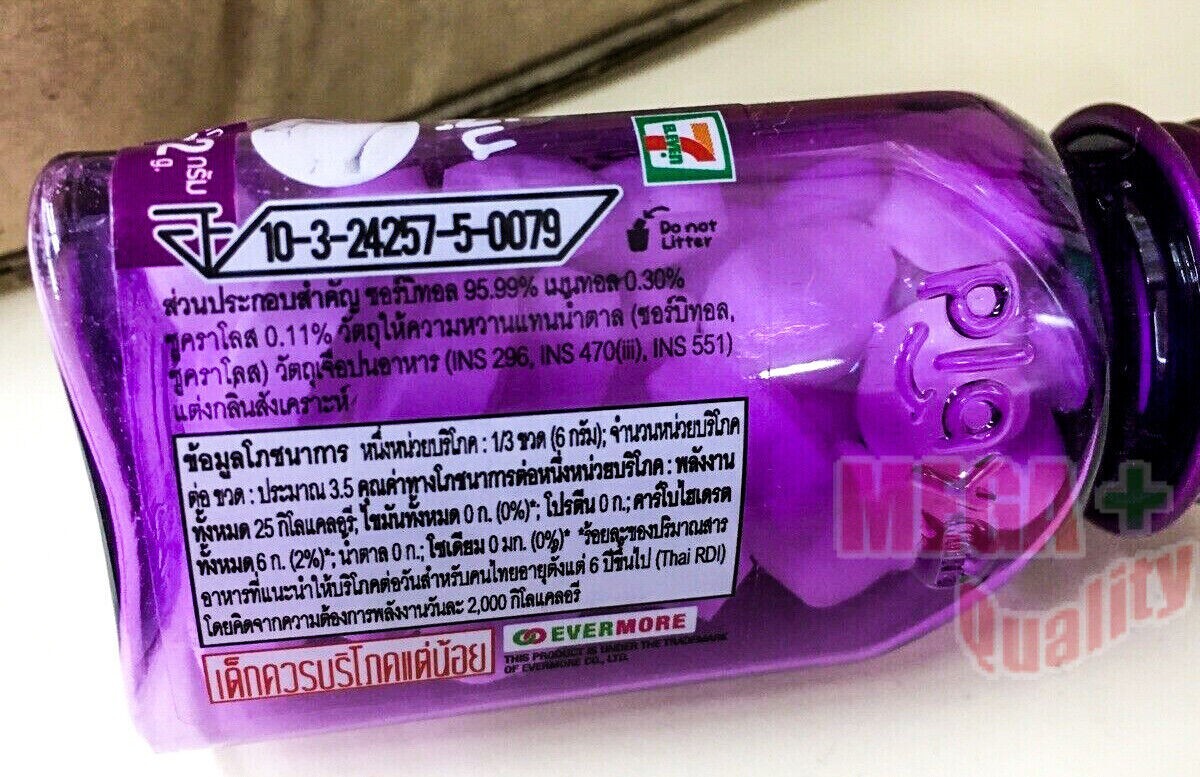 2 กรัม
g.
7 ELEVEN
อย
10-3-24257-5-0079
Do not
Litter
ส่วนประกอบสำคัญ ซอร์บิทอล 95.99% เมนทอล 0.30%
ซูคราโลส 0.11% วัตถุให้ความหวานแทนน้ำตาล (ซอร์บิทอล,
ซูคราโลส) วัตถุเจือปนอาหาร (INS 296, INS 470(iii), INS 551)
แต่งกลิ่นสังเคราะห์
ข้อมูลโภชนาการ หนึ่งหน่วยบริโภค : 1/3 ขวด (6 กรัม); จำนวนหน่วยบริโภค
ต่อ ขวด : ประมาณ 3.5 คุณค่าทางโภชนาการต่อหนึ่งหน่วยบริโภค : พลังงาน
ทั้งหมด 25 กิโลแคลอรี; ไขมันทั้งหมด 0 ก. (0%)*; โปรตีน 0 ก.; คาร์โบไฮเดรต
ทั้งหมด 6 ก. (2%)*; น้ำตาล 0 ก.; โซเดียม 0 มก. (0%)* *ร้อยละของปริมาณสาร
อาหารที่แนะนำให้บริโภคต่อวันสำหรับคนไทยอายุตั้งแต่ 6 ปีขึ้นไป (Thai RDI)
โดยคิดจากความต้องการพลังงานวันละ 2,000 กิโลแคลอรี
เด็กควรบริโภคแต่น้อย
EVERMORE
THIS PRODUCT IS UNDER THE TRADEMARK
OF EVERMORE CO., LTD.
play
MEGA +
Quality